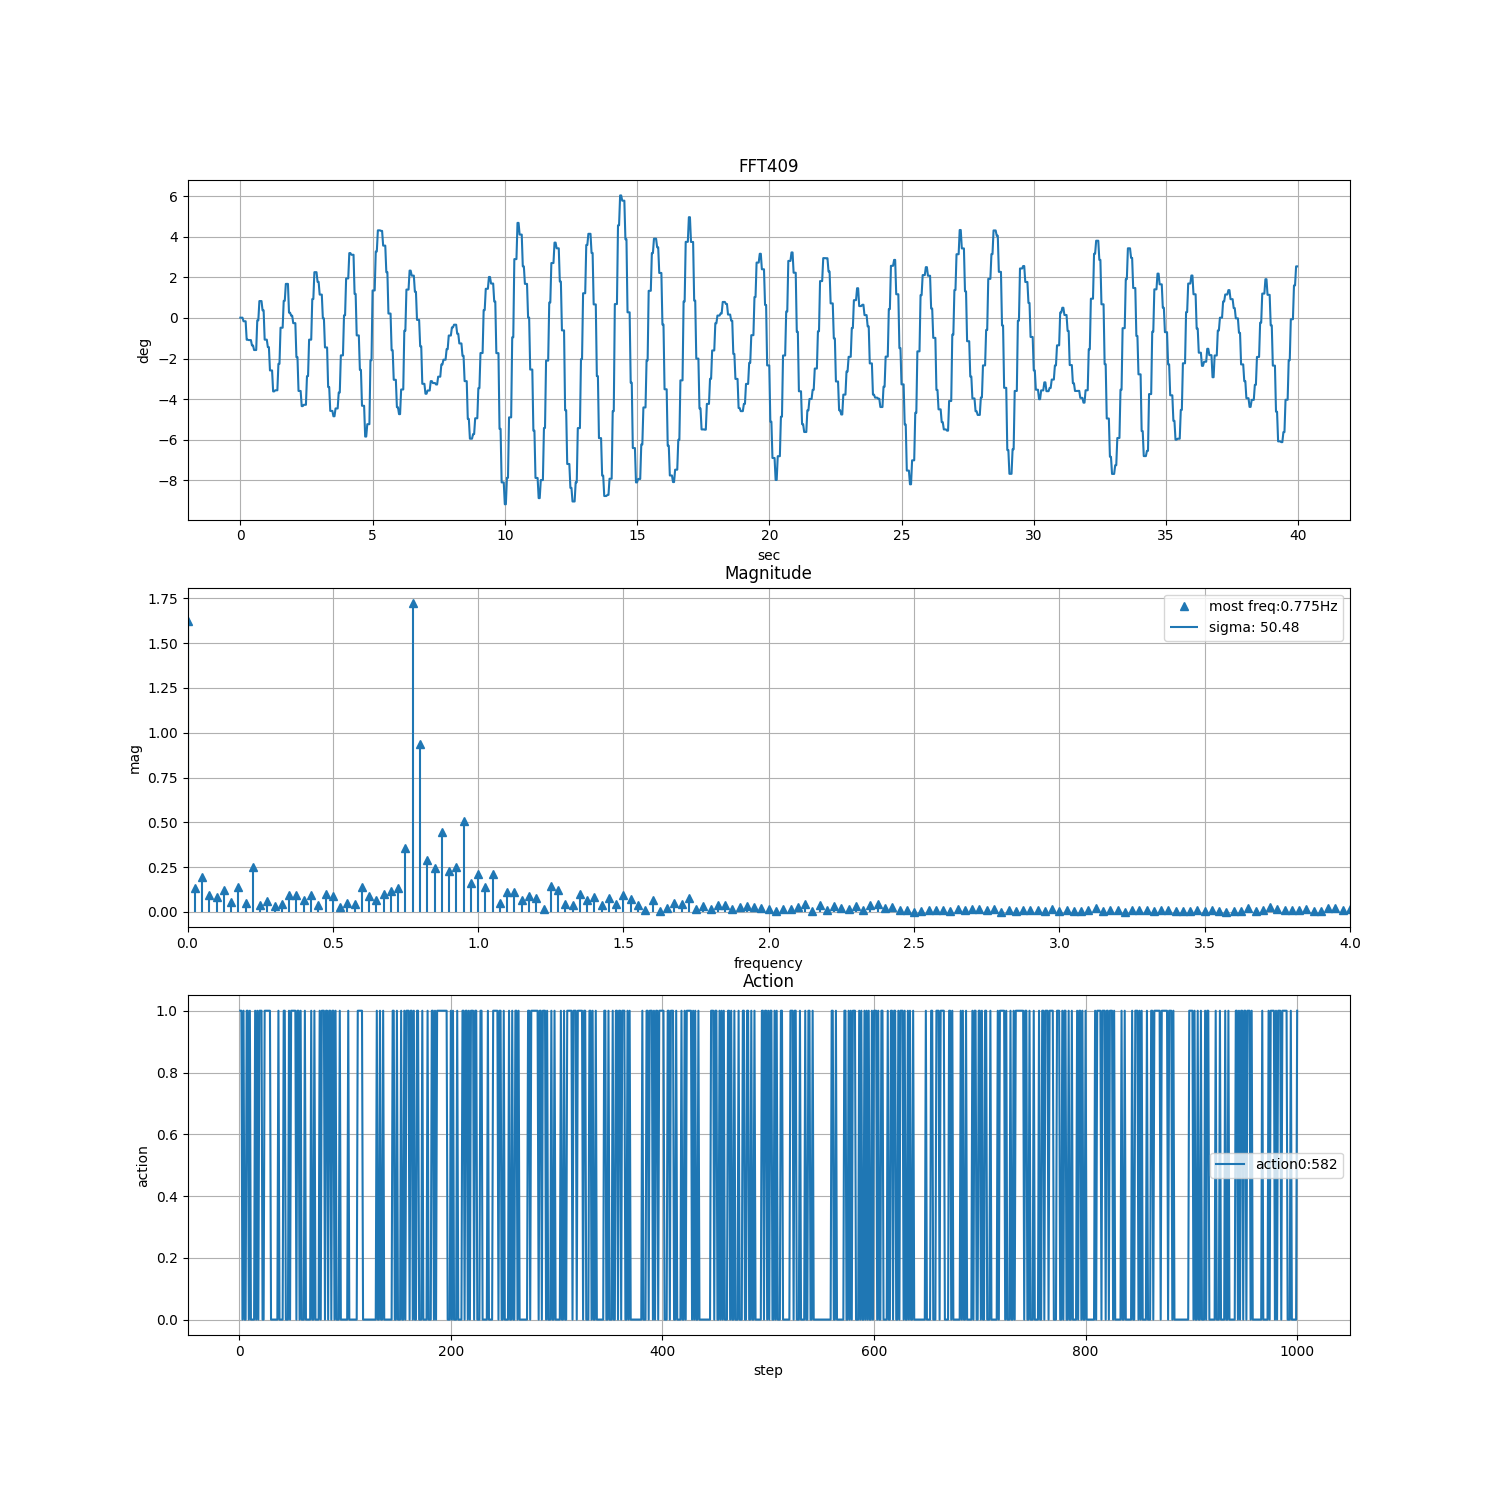 FFT409
6
4
2
0
−2
−4
−6
−8
deg
0 5 10 15 20 25 30 35 40
sec
Magnitude
1.75
1.50
1.25
1.00
0.75
0.50
0.25
0.00
mag
most freq:0.775Hz
sigma: 50.48
0.0 0.5 1.0 1.5 2.0 2.5 3.0 3.5 4.0
frequency
Action
1.0
0.8
0.6
0.4
0.2
0.0
action
action0:582
0 200 400 600 800 1000
step